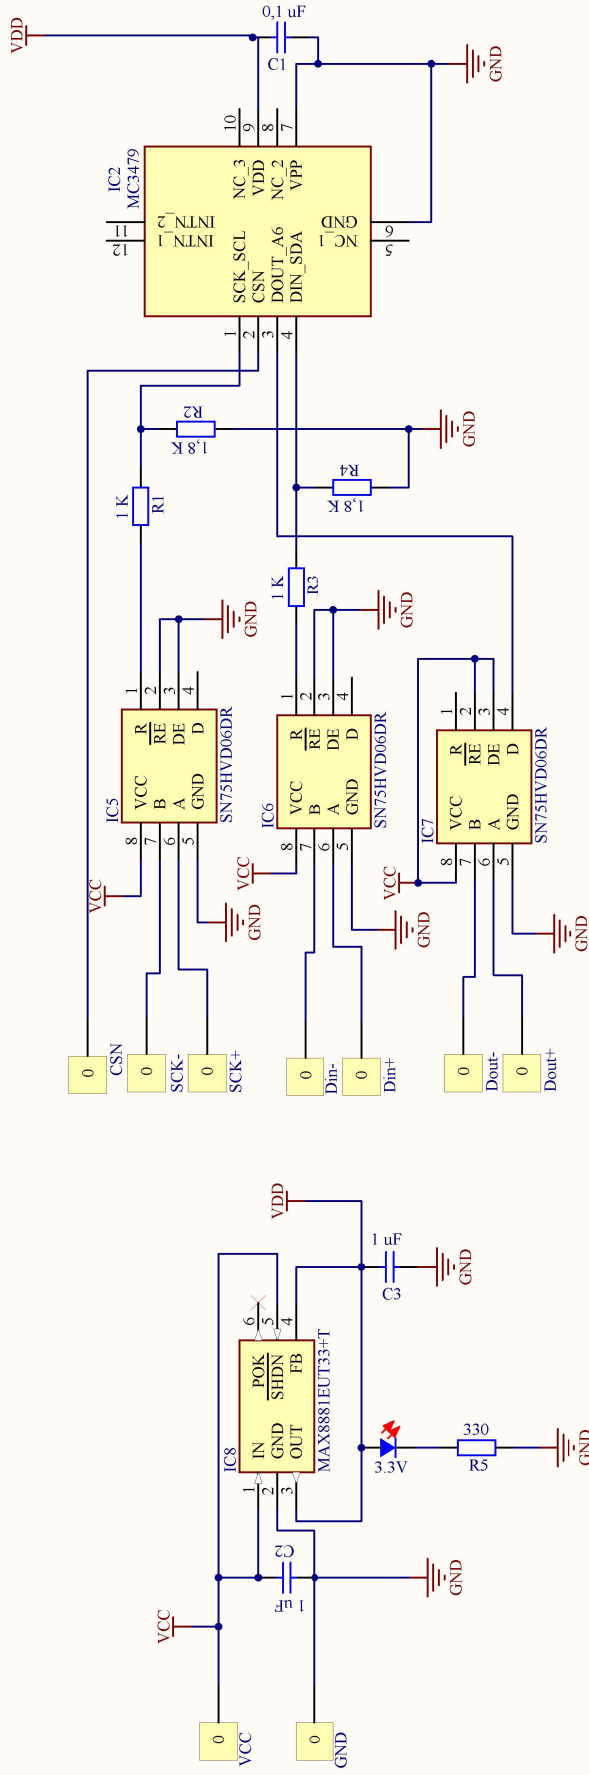 VDD
0,1 uF
C1
GND
10
9
8
7
IC2
MC3479
NC_3
VDD
NC_2
VPP
11
12
INTN_2
INTN_1
GND
NC_1
6
5
SCK_SCL
CSN
DOUT_A6
DIN_SDA
1
2
3
4
R2
1,8 K
GND
R4
1,8 K
1 K
R1
1 K
R3
GND
GND
1
2
3
4
R
RE
DE
D
VCC
B
A
GND
IC5
SN75HVD06DR
8
7
6
5
VCC
GND
1
2
3
4
R
RE
DE
D
VCC
B
A
GND
IC6
SN75HVD06DR
8
7
6
5
VCC
GND
1
2
3
4
R
RE
DE
D
VCC
B
A
GND
IC7
SN75HVD06DR
8
7
6
5
VCC
GND
0
CSN
0
SCK-
0
SCK+
0
Din-
0
Din+
0
Dout-
0
Dout+
VDD
1 uF
C3
GND
6
5
4
POK
SHDN
FB
IN
GND
OUT
IC8
MAX8881EUT33+T
1
2
3
3.3V
330
R5
GND
C2
1 uF
GND
VCC
0
VCC
0
GND